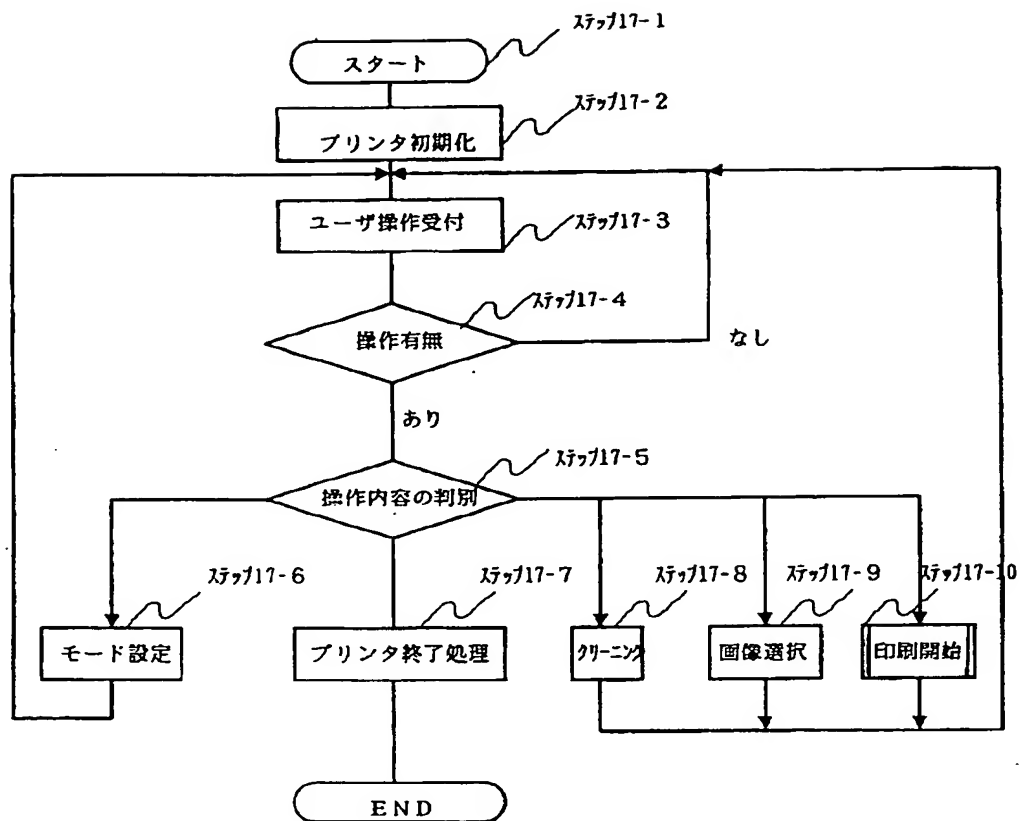 ステップ17-1
スタート
ステップ17-2
プリンタ初期化
ユーザ操作受付
ステップ17-3
ステップ17-4
操作有無
なし
あり
ステップ17-5
操作内容の判別
ステップ17-6
ステップ17-7
ステップ17-8
ステップ17-9
ステップ17-10
モード設定
プリンタ終了処理
クリーニング
画像選択
印刷開始
END